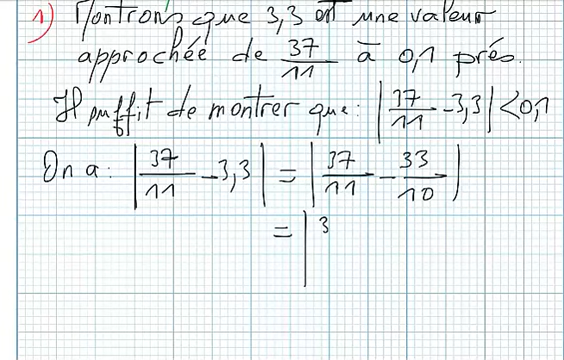 1) Montrons que 3,3 est une valeur
approchée de 37/11 à 0,1 près.
Il suffit de montrer que: |37/11 - 3,3| < 0,1
On a: |37/11 - 3,3| = |37/11 - 33/10|
= |3